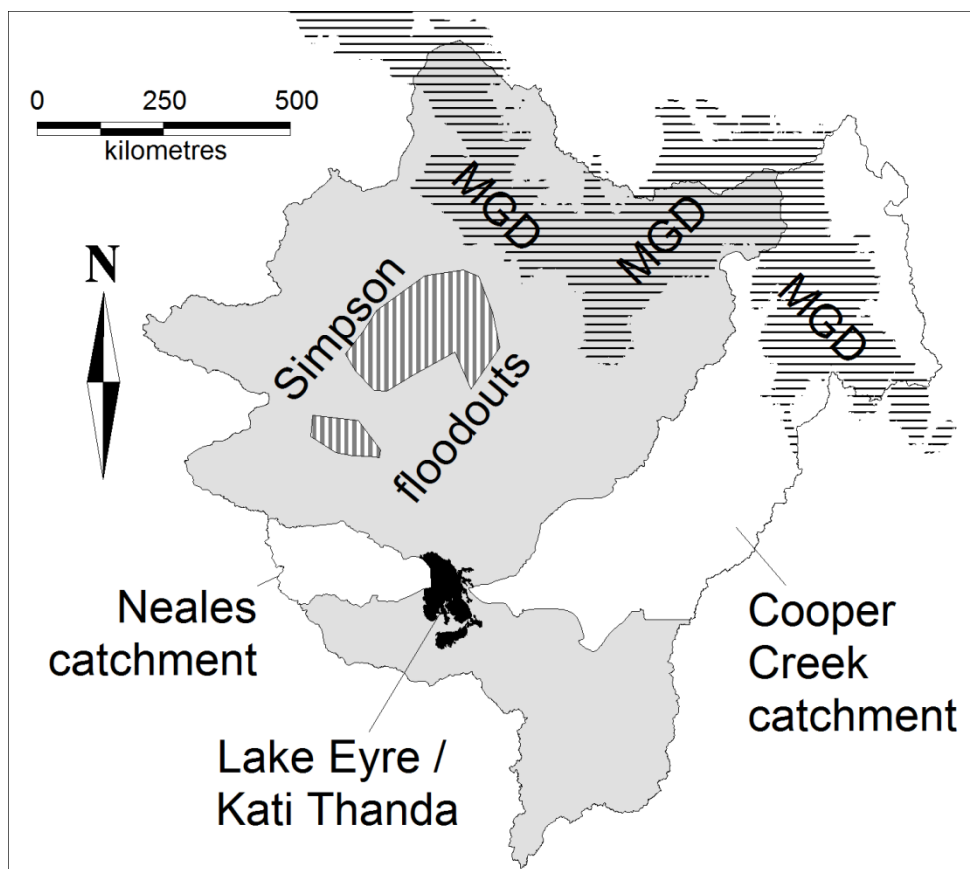 0 250 500
kilometres
N
MGD
MGD
MGD
Simpson
floodouts
Neales
catchment
Cooper
Creek
catchment
Lake Eyre /
Kati Thanda